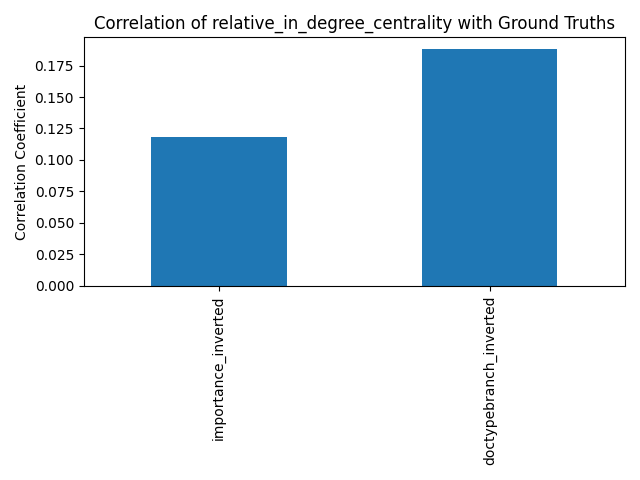 Correlation of relative_in_degree_centrality with Ground Truths
Correlation Coefficient
0.175
0.150
0.125
0.100
0.075
0.050
0.025
0.000
importance_inverted
doctypebranch_inverted